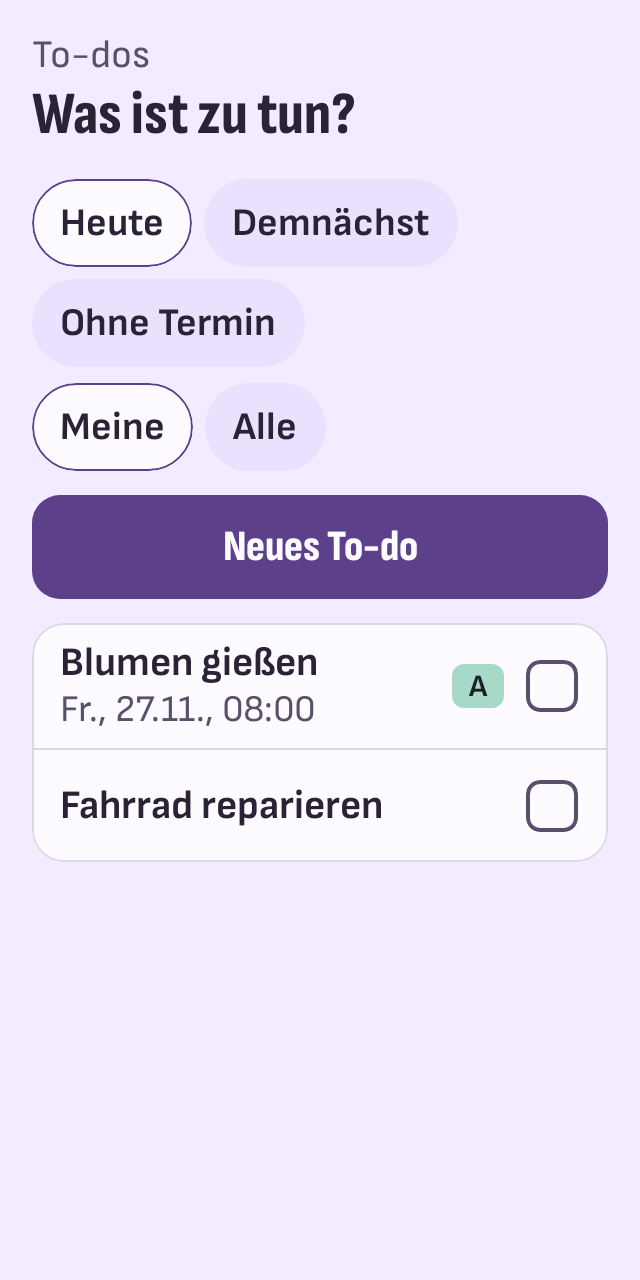 To-dos
Was ist zu tun?
Heute
Demnächst
Ohne Termin
Meine
Alle
Neues To-do
Blumen gießen
Fr., 27.11., 08:00
A
Fahrrad reparieren